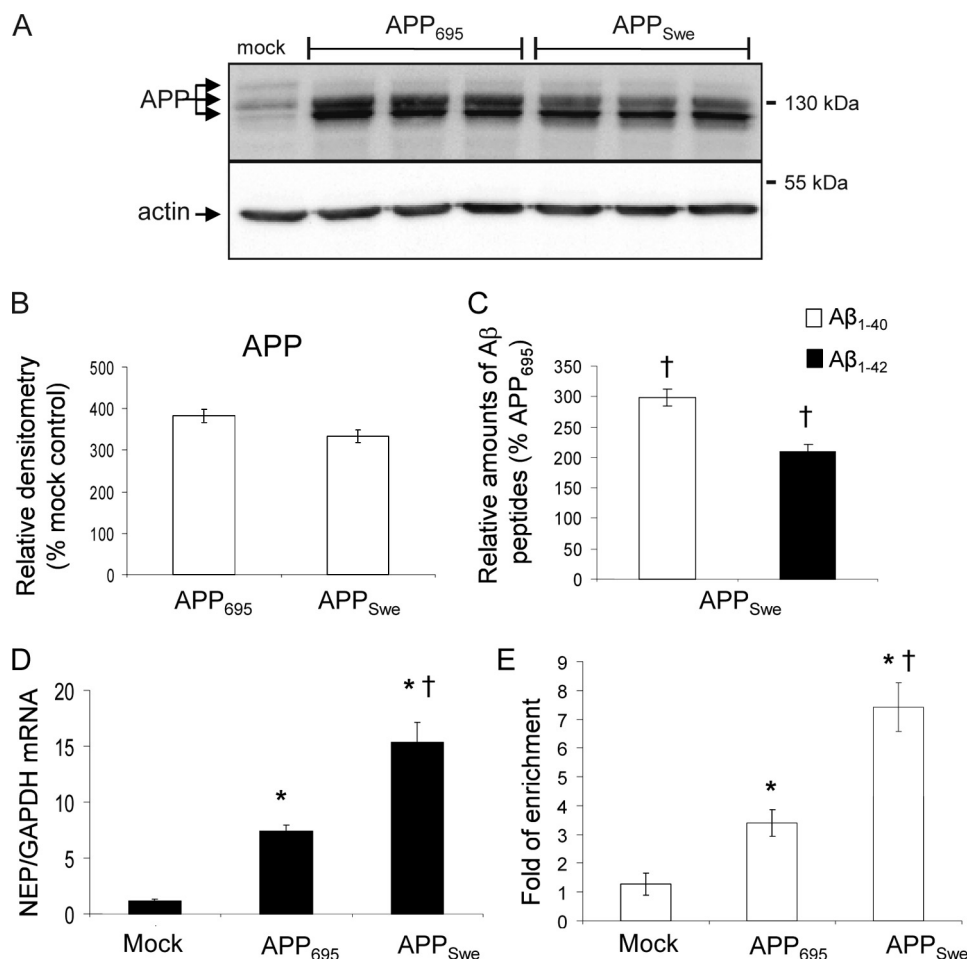 A
mock
APP695
APPSwe
APP
130 kDa
55 kDa
actin
B
APP
Relative densitometry
(% mock control)
500
400
300
200
100
0
APP695
APPSwe
C
Aβ1-40
Aβ1-42
Relative amounts of Aβ
peptides (% APP695)
350
300
250
200
150
100
50
0
†
†
APPSwe
D
NEP/GAPDH mRNA
20
15
10
5
0
*
* †
Mock
APP695
APPSwe
E
Fold of enrichment
9
8
7
6
5
4
3
2
1
0
*
* †
Mock
APP695
APPSwe